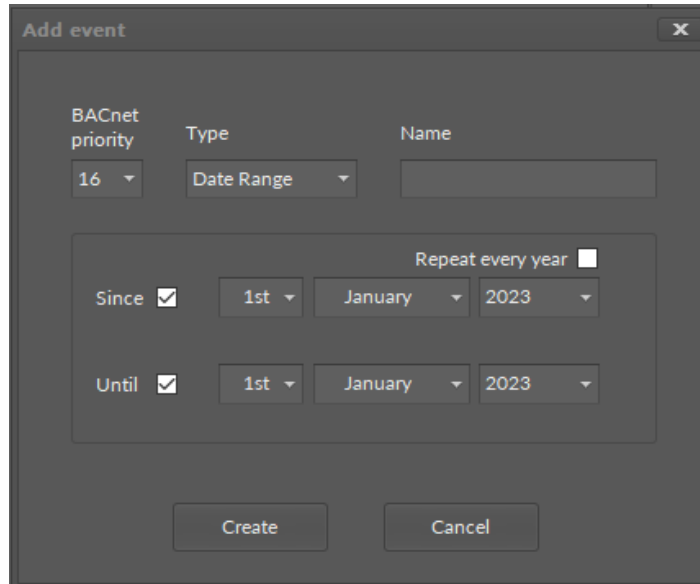 Add event
x
BACnet
priority
Type
Name
16
Date Range
Repeat every year
Since
1st
January
2023
Until
1st
January
2023
Create
Cancel